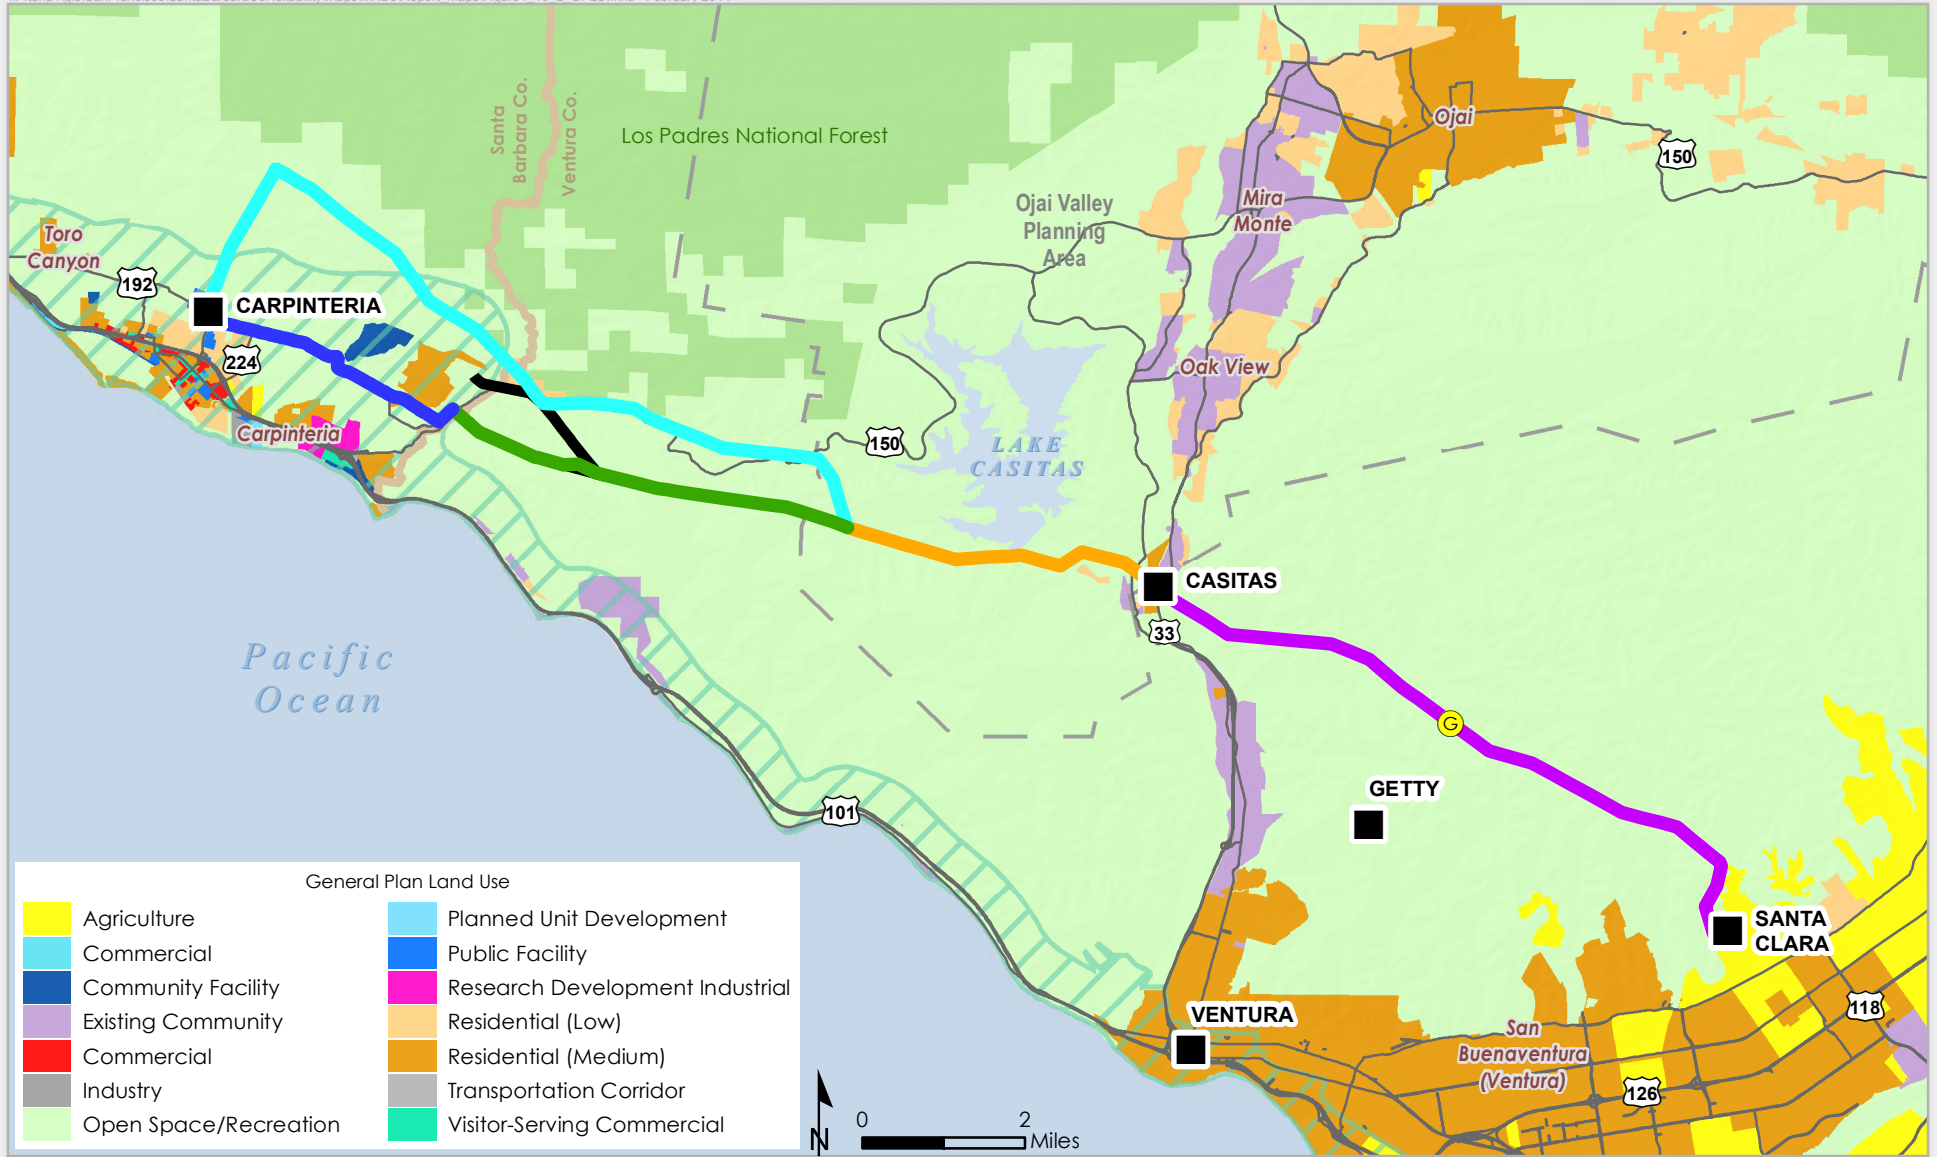 Santa
Barbara Co.
Ventura Co.
Los Padres National Forest
Ojai
150
Ojai Valley
Planning
Area
Mira
Monte
Toro
Canyon
192
CARPINTERIA
224
Oak View
Carpinteria
150
LAKE
CASITAS
CASITAS
33
Pacific
Ocean
G
GETTY
101
SANTA
CLARA
VENTURA
118
San
Buenaventura
(Ventura)
126
General Plan Land Use
Agriculture
Commercial
Community Facility
Existing Community
Commercial
Industry
Open Space/Recreation
Planned Unit Development
Public Facility
Research Development Industrial
Residential (Low)
Residential (Medium)
Transportation Corridor
Visitor-Serving Commercial
N
0 2
Miles